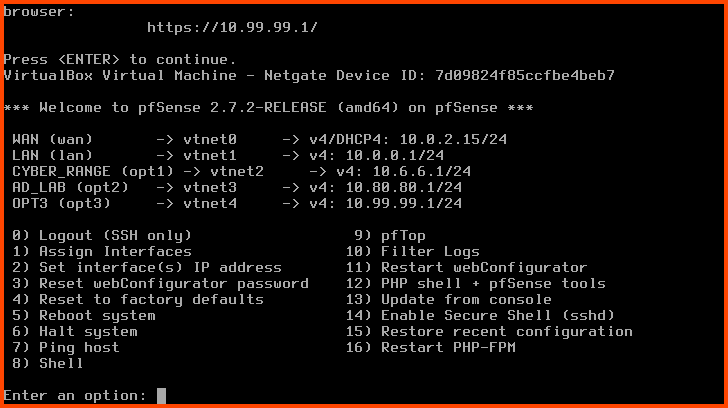 browser:
https://10.99.99.1/
Press <ENTER> to continue.
VirtualBox Virtual Machine - Netgate Device ID: 7d09824f85ccfbe4beb7
*** Welcome to pfSense 2.7.2-RELEASE (amd64) on pfSense ***
WAN (wan)       -> vtnet0     -> v4/DHCP4: 10.0.2.15/24
LAN (lan)       -> vtnet1     -> v4: 10.0.0.1/24
CYBER_RANGE (opt1) -> vtnet2     -> v4: 10.6.6.1/24
AD_LAB (opt2)   -> vtnet3     -> v4: 10.80.80.1/24
OPT3 (opt3)     -> vtnet4     -> v4: 10.99.99.1/24
0) Logout (SSH only)                  9) pfTop
1) Assign Interfaces                 10) Filter Logs
2) Set interface(s) IP address       11) Restart webConfigurator
3) Reset webConfigurator password    12) PHP shell + pfSense tools
4) Reset to factory defaults         13) Update from console
5) Reboot system                     14) Enable Secure Shell (sshd)
6) Halt system                       15) Restore recent configuration
7) Ping host                         16) Restart PHP-FPM
8) Shell
Enter an option: